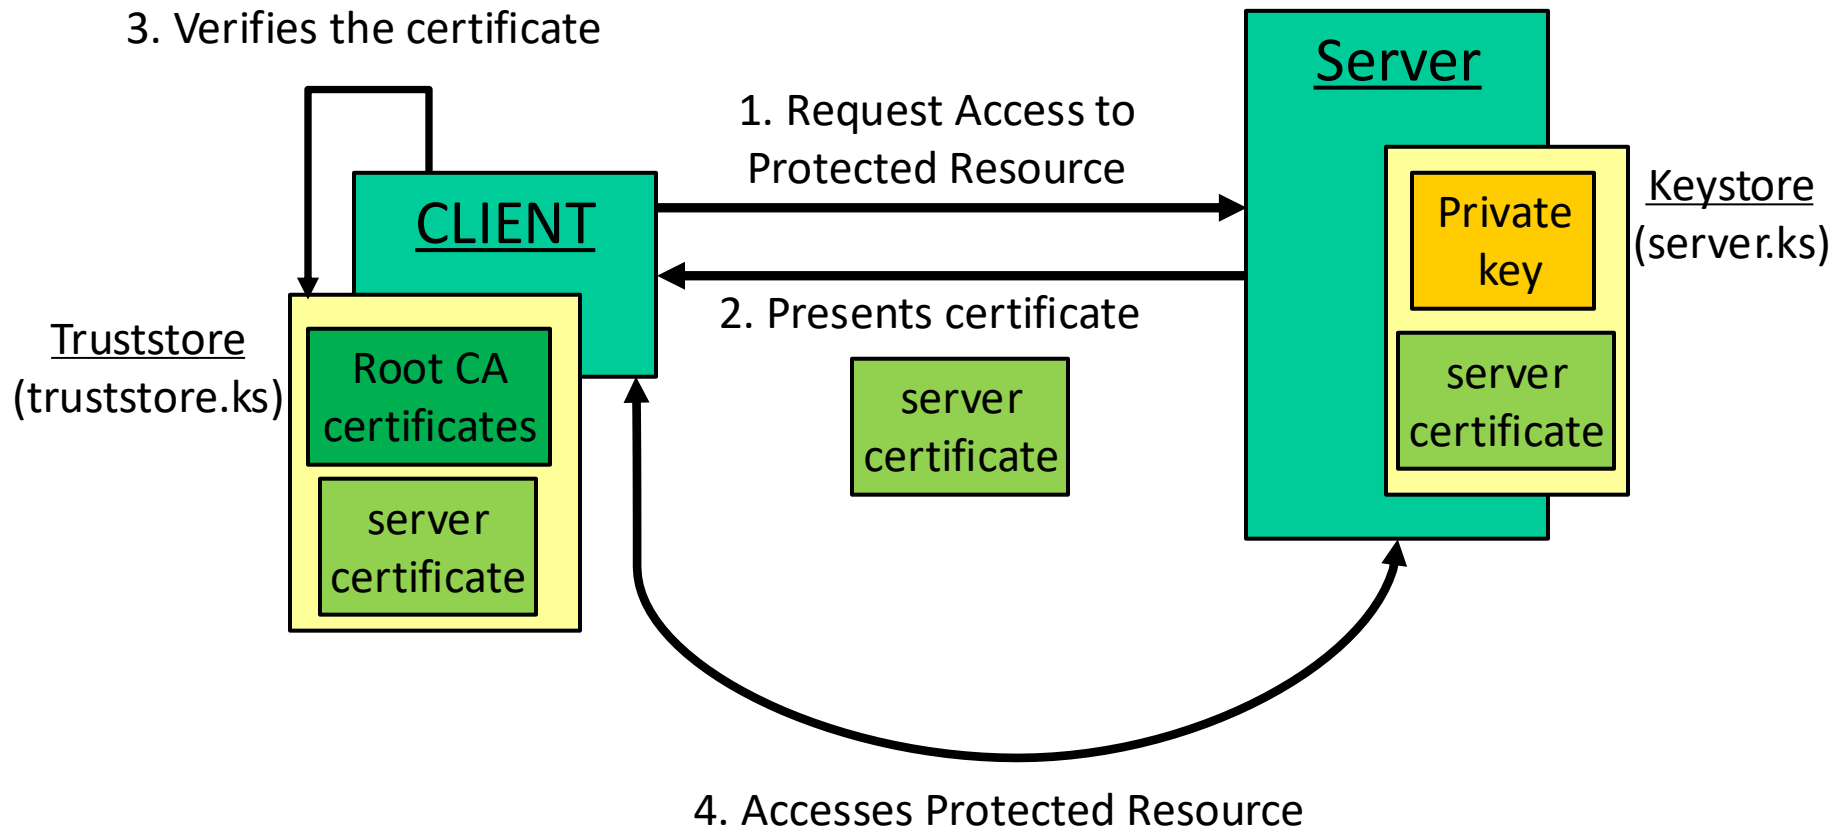 3. Verifies the certificate
Server
1. Request Access to
Protected Resource
CLIENT
Private
key
Keystore
(server.ks)
2. Presents certificate
Truststore
(truststore.ks)
Root CA
certificates
server
certificate
server
certificate
server
certificate
4. Accesses Protected Resource